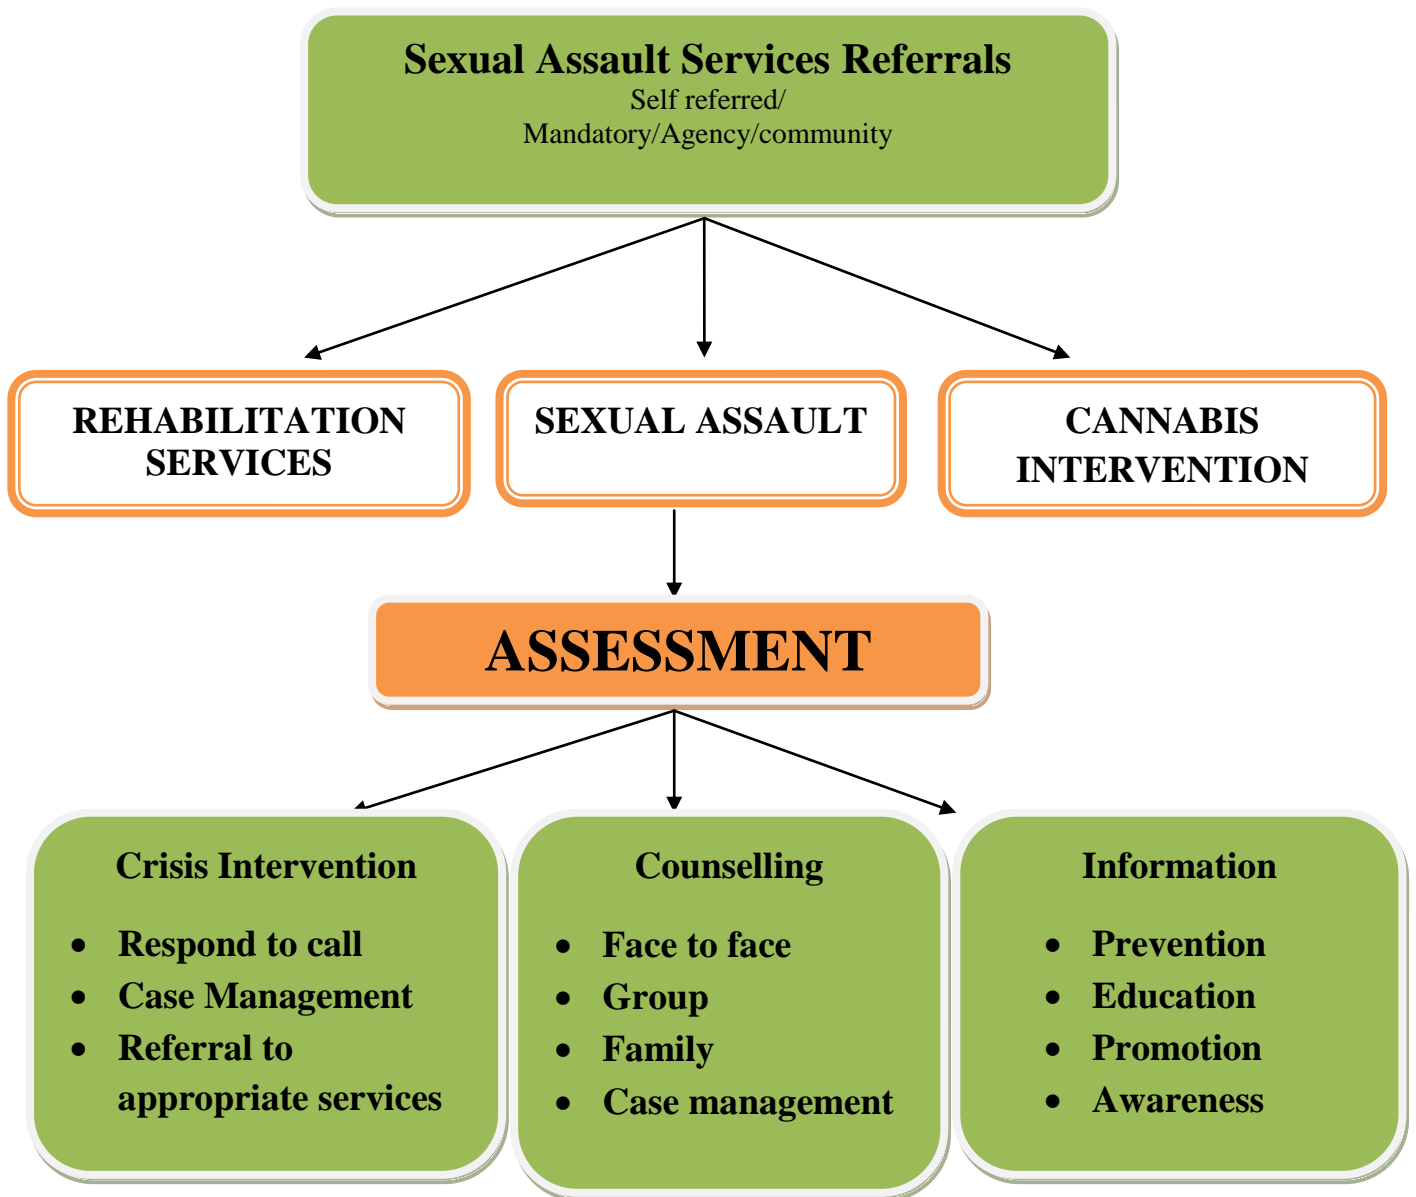 Sexual Assault Services Referrals
Self referred/
Mandatory/Agency/community
REHABILITATION
SERVICES
SEXUAL ASSAULT
CANNABIS
INTERVENTION
ASSESSMENT
Crisis Intervention
• Respond to call
• Case Management
• Referral to
appropriate services
Counselling
• Face to face
• Group
• Family
• Case management
Information
• Prevention
• Education
• Promotion
• Awareness